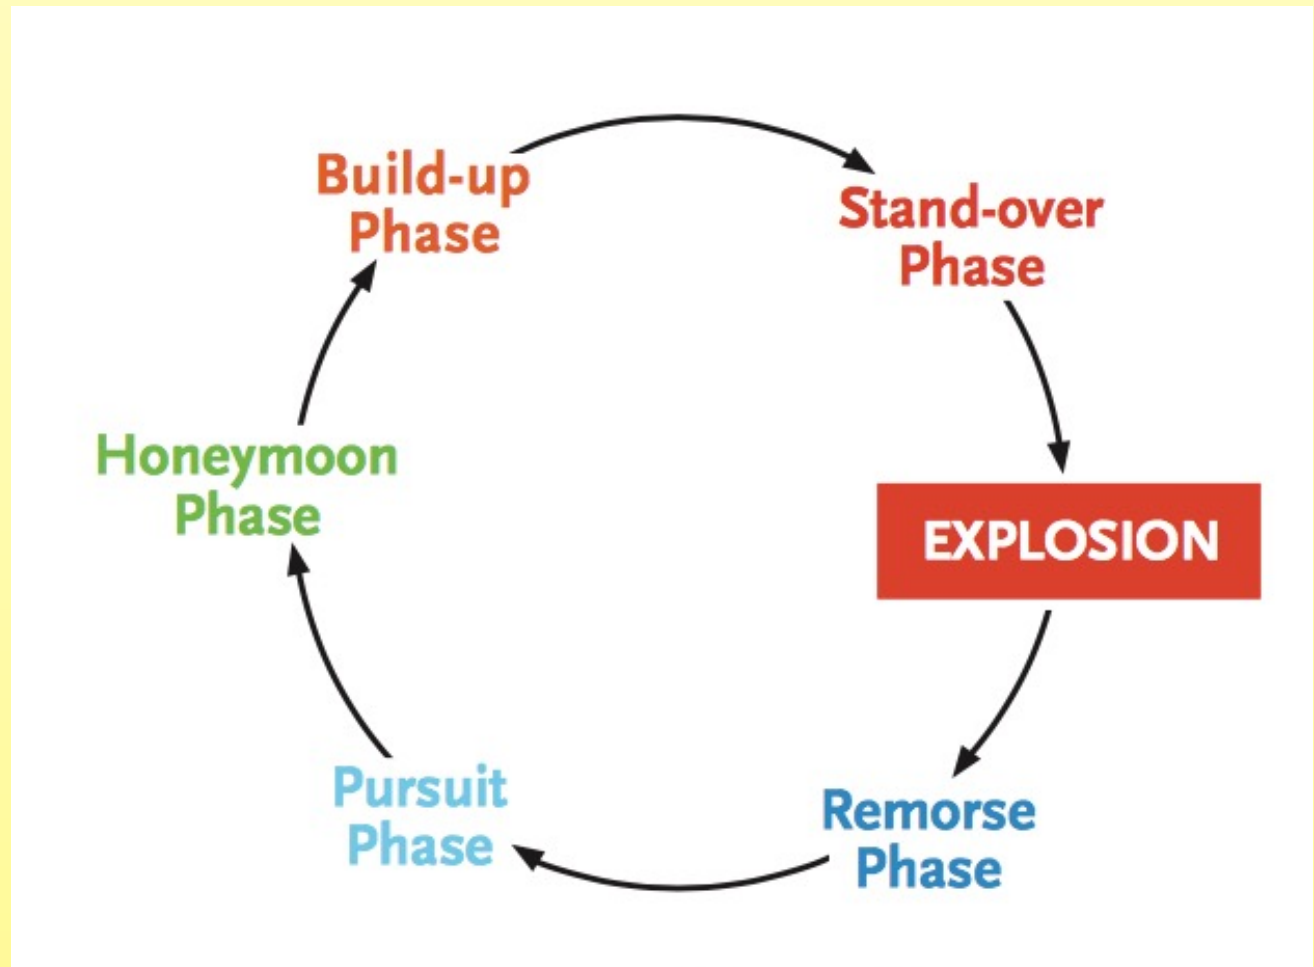 Build-up
Phase
Stand-over
Phase
EXPLOSION
Remorse
Phase
Pursuit
Phase
Honeymoon
Phase